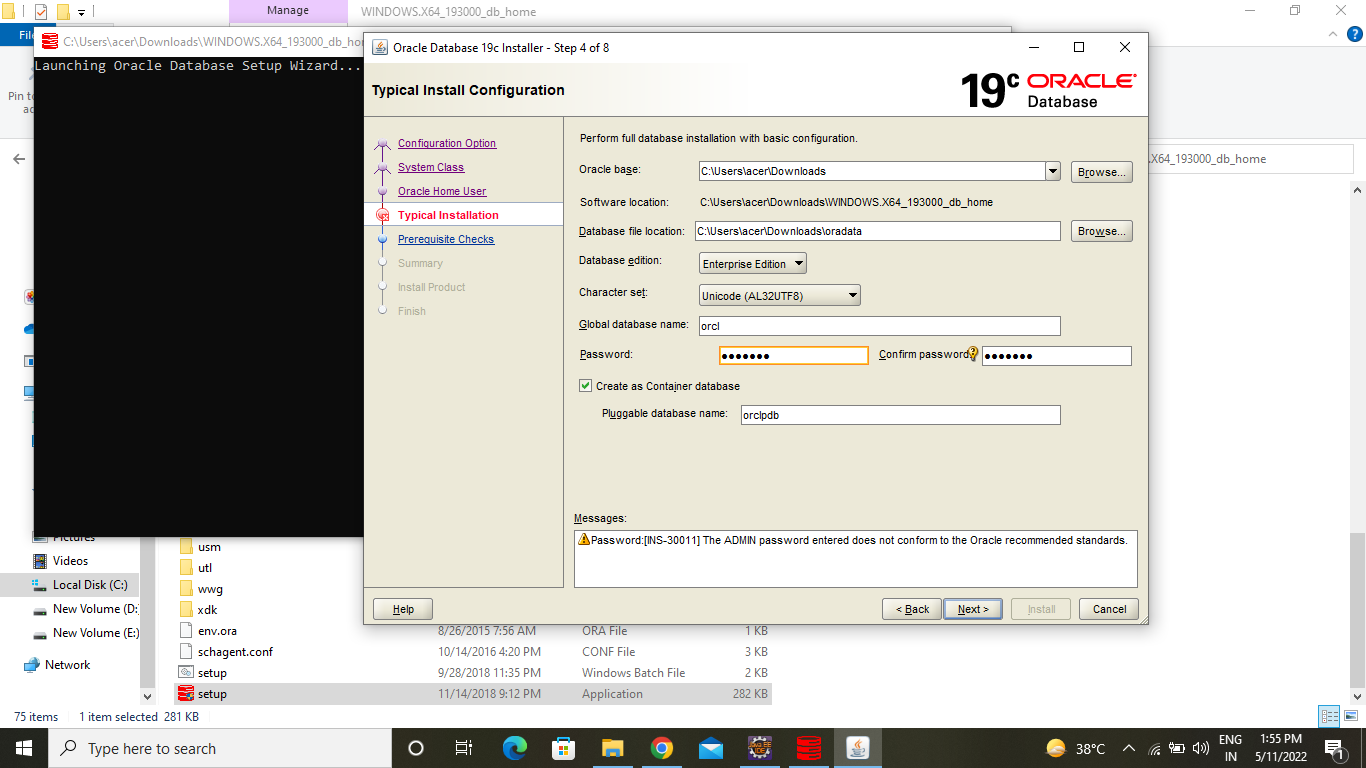 Manage
WINDOWS.X64_193000_db_home
C:\Users\acer\Downloads\WINDOWS.X64_193000_db_
Launching Oracle Database Setup Wizard...
Oracle Database 19c Installer - Step 4 of 8
Typical Install Configuration
19c ORACLE
Database
Configuration Option
System Class
Oracle Home User
Typical Installation
Prerequisite Checks
Summary
Install Product
Finish
Perform full database installation with basic configuration.
Oracle base: C:\Users\acer\Downloads Browse...
Software location: C:\Users\acer\Downloads\WINDOWS.X64_193000_db_home
Database file location: C:\Users\acer\Downloads\oradata Browse...
Database edition: Enterprise Edition
Character set: Unicode (AL32UTF8)
Global database name: orcl
Password: ●●●●●●● Confirm password: ●●●●●●●
Create as Container database
Pluggable database name: orclpdb
Messages:
Password:[INS-30011] The ADMIN password entered does not conform to the Oracle recommended standards.
Help < Back Next > Install Cancel
.X64_193000_db_home
Pictures
Videos
Local Disk (C:)
New Volume (D:
New Volume (E:)
Network
usm
utl
wwg
xdk
env.ora 8/26/2015 7:56 AM ORA File 1 KB
schagent.conf 10/14/2016 4:20 PM CONF File 3 KB
setup 9/28/2018 11:35 PM Windows Batch File 2 KB
setup 11/14/2018 9:12 PM Application 282 KB
75 items 1 item selected 281 KB
Type here to search
38°C
ENG
IN
1:55 PM
5/11/2022
1